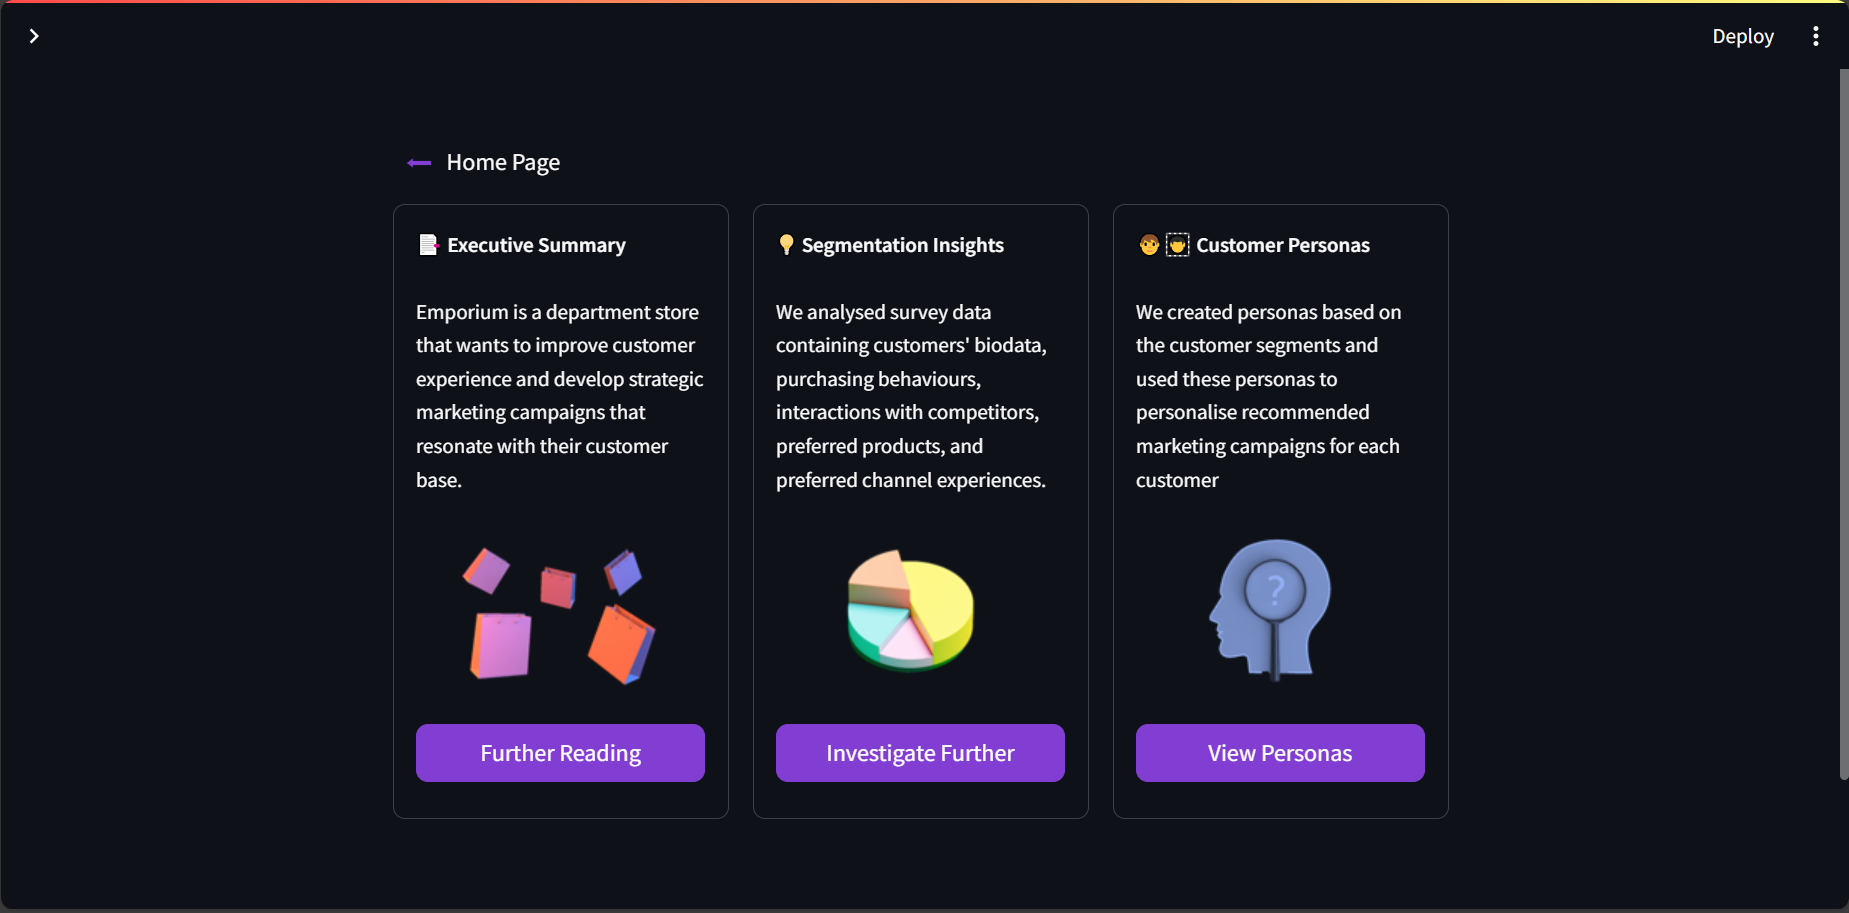 Deploy
Home Page
Executive Summary
Emporium is a department store
that wants to improve customer
experience and develop strategic
marketing campaigns that
resonate with their customer
base.
Further Reading
Segmentation Insights
We analysed survey data
containing customers' biodata,
purchasing behaviours,
interactions with competitors,
preferred products, and
preferred channel experiences.
Investigate Further
Customer Personas
We created personas based on
the customer segments and
used these personas to
personalise recommended
marketing campaigns for each
customer
?
View Personas